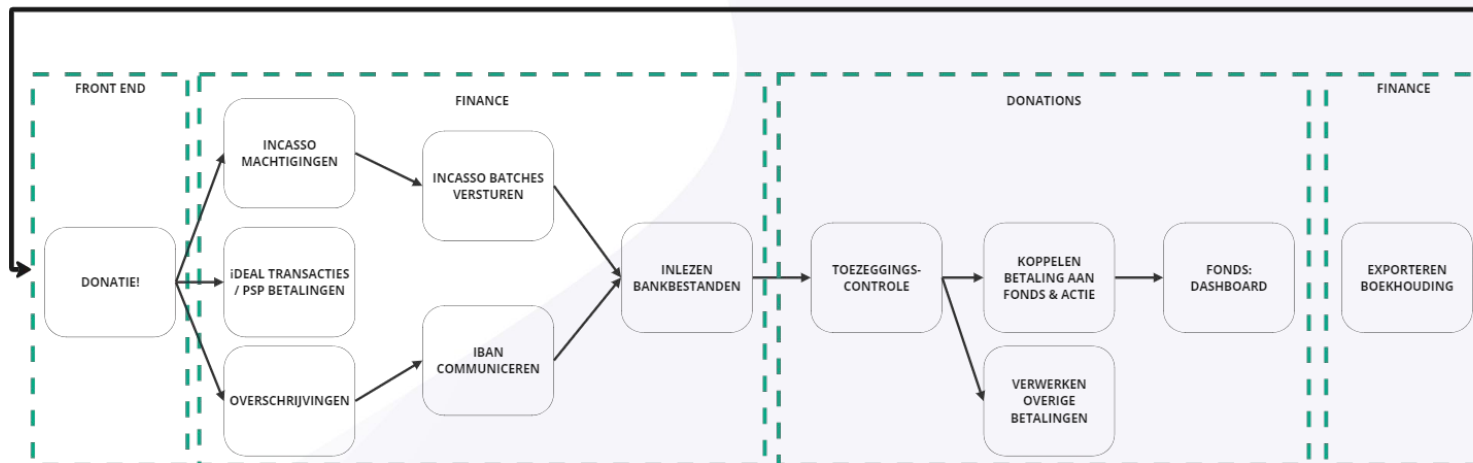 FRONT END
FINANCE
DONATIONS
FINANCE
DONATIE!
INCASSO
MACHTIGINGEN
iDEAL TRANSACTIES
/ PSP BETALINGEN
OVERSCHRIJVINGEN
INCASSO BATCHES
VERSTUREN
IBAN
COMMUNICEREN
INLEZEN
BANKBESTANDEN
TOEZEGGINGS-
CONTROLE
KOPPELEN
BETALING AAN
FONDS & ACTIE
VERWERKEN
OVERIGE
BETALINGEN
FONDS:
DASHBOARD
EXPORTEREN
BOEKHOUDING